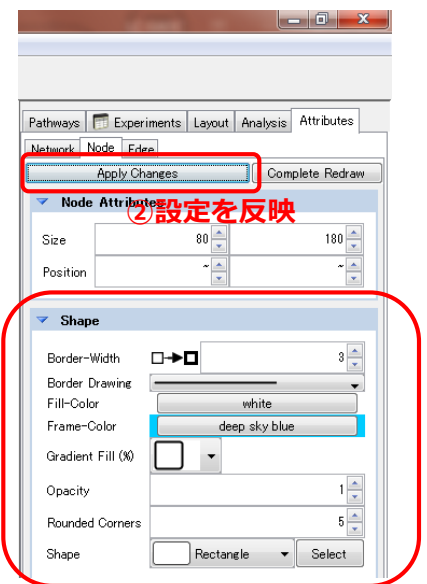 Pathways Experiments Layout Analysis Attributes
Network Node Edge
Apply Changes Complete Redraw
Node Attributes
②設定を反映
Size 80 180
Position ~ ~
Shape
Border-Width 3
Border Drawing
Fill-Color white
Frame-Color deep sky blue
Gradient Fill (%)
Opacity 1
Rounded Corners 5
Shape Rectangle Select